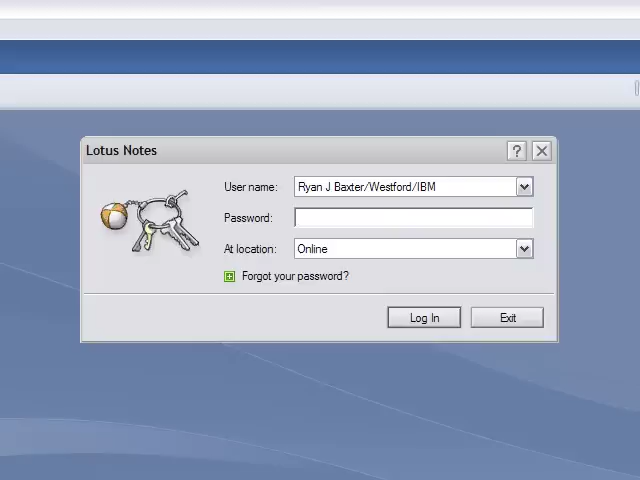 Lotus Notes
?
User name: Ryan J Baxter/Westford/IBM
Password:
At location: Online
Forgot your password?
Log In Exit